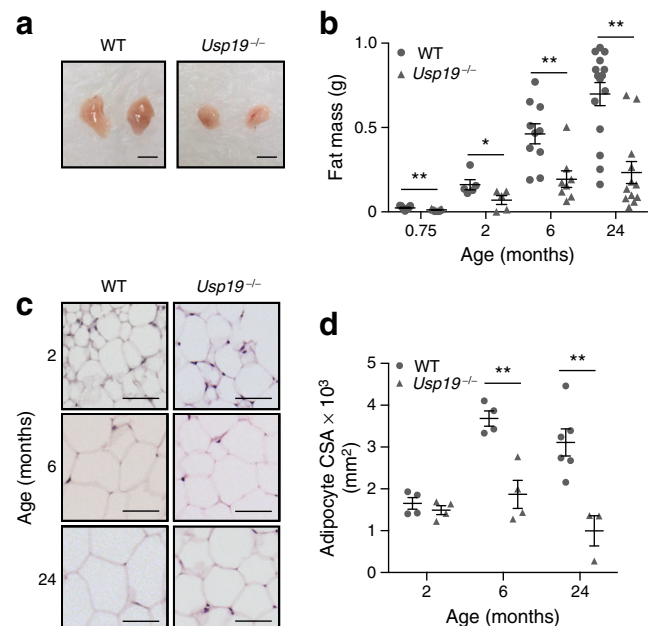 a
WT
Usp19⁻/⁻
b
WT
Usp19⁻/⁻
Fat mass (g)
1.0
0.5
0
**
*
**
**
0.75
2
6
24
Age (months)
c
WT
Usp19⁻/⁻
Age (months)
2
6
24
d
WT
Usp19⁻/⁻
Adipocyte CSA × 10³
(mm²)
5
4
3
2
1
0
**
**
2
6
24
Age (months)